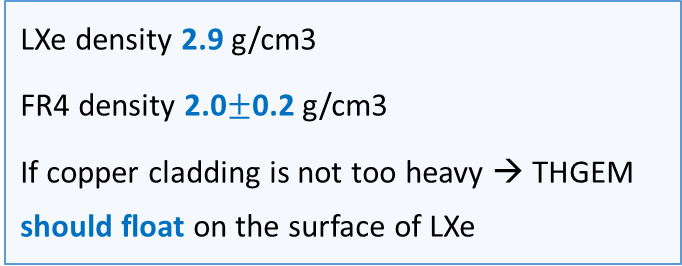 LXe density 2.9 g/cm3
FR4 density 2.0±0.2 g/cm3
If copper cladding is not too heavy → THGEM
should float on the surface of LXe